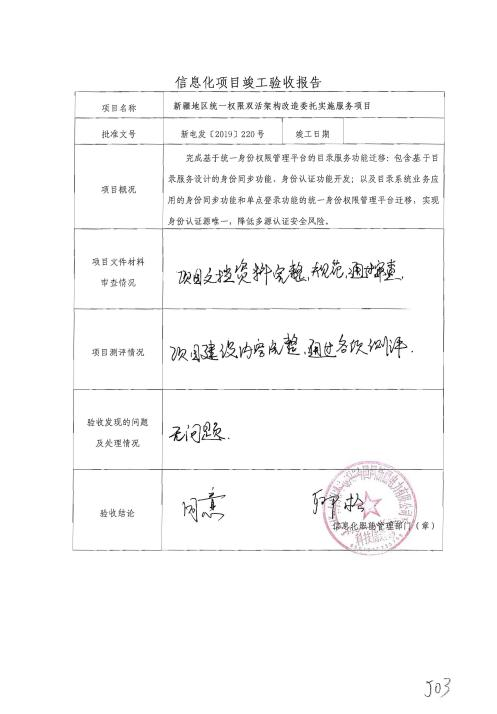 信息化项目竣工验收报告
项目名称 新疆地区统一权限双活架构改造委托实施服务项目
批准文号 新电发〔2019〕220号 竣工日期
项目概况
完成基于统一身份权限管理平台的目录服务功能迁移;包含基于目
录服务设计的身份同步功能、身份认证功能开发;以及目录系统业务应
用的身份同步功能和单点登录功能的统一身份权限管理平台迁移,实现
身份认证源唯一,降低多源认证安全风险。
项目文件材料
审查情况
项目文档资料完整、规范,通过审查.
项目测评情况
项目建设内容完整、通过各项测评.
验收发现的问题
及处理情况
无问题.
验收结论
同意
信息化职能管理部门(章)
J03